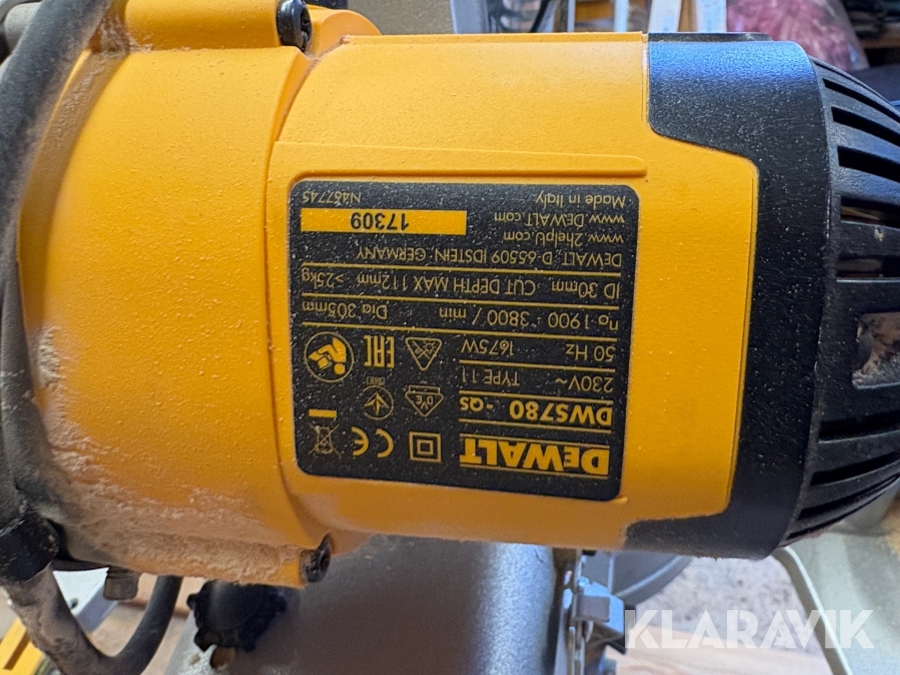 DEWALT
DWS780 -QS
230V~ TYPE 11
50 Hz 1675W
n₀ 1900 - 3800 / min Dia 305mm
ID 30mm CUT DEPTH MAX 112mm >25kg
DEWALT, D-65509 IDSTEIN, GERMANY
www.2helpU.com
www.DEWALT.com
Made in Italy
17309
N467745
CE
DVE
EAC
KLARAVIK